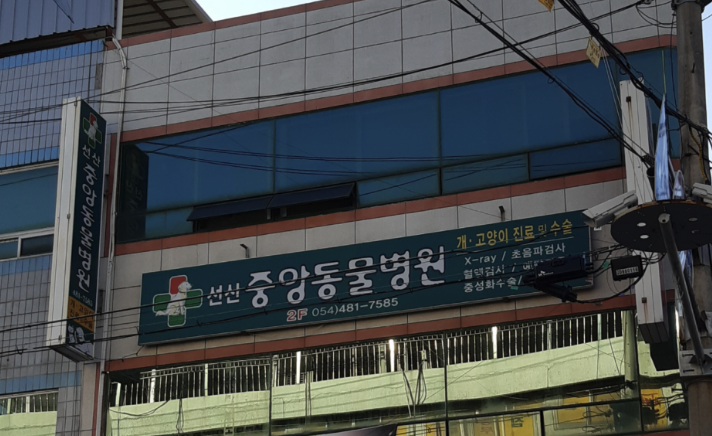 선산 중앙동물병원
481-7585
선산 중앙동물병원
2F 054)481-7585
개·고양이 진료 및 수술
X-ray / 초음파검사
혈액검사 /
중성화수술/